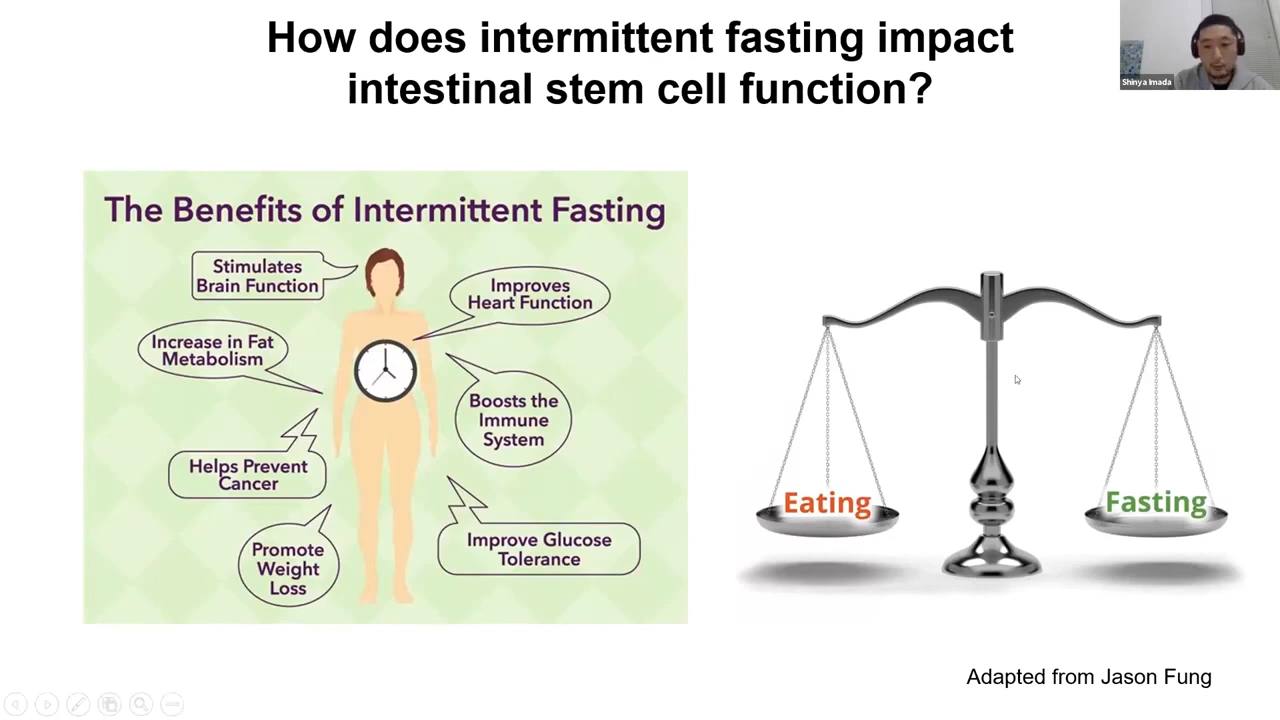 How does intermittent fasting impact
intestinal stem cell function?
Shinya Imada
The Benefits of Intermittent Fasting
Stimulates
Brain Function
Improves
Heart Function
Increase in Fat
Metabolism
Boosts the
Immune
System
Helps Prevent
Cancer
Promote
Weight
Loss
Improve Glucose
Tolerance
Eating
Fasting
Adapted from Jason Fung